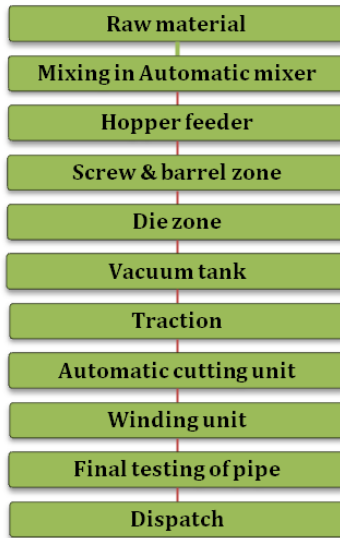 Raw material
Mixing in Automatic mixer
Hopper feeder
Screw & barrel zone
Die zone
Vacuum tank
Traction
Automatic cutting unit
Winding unit
Final testing of pipe
Dispatch